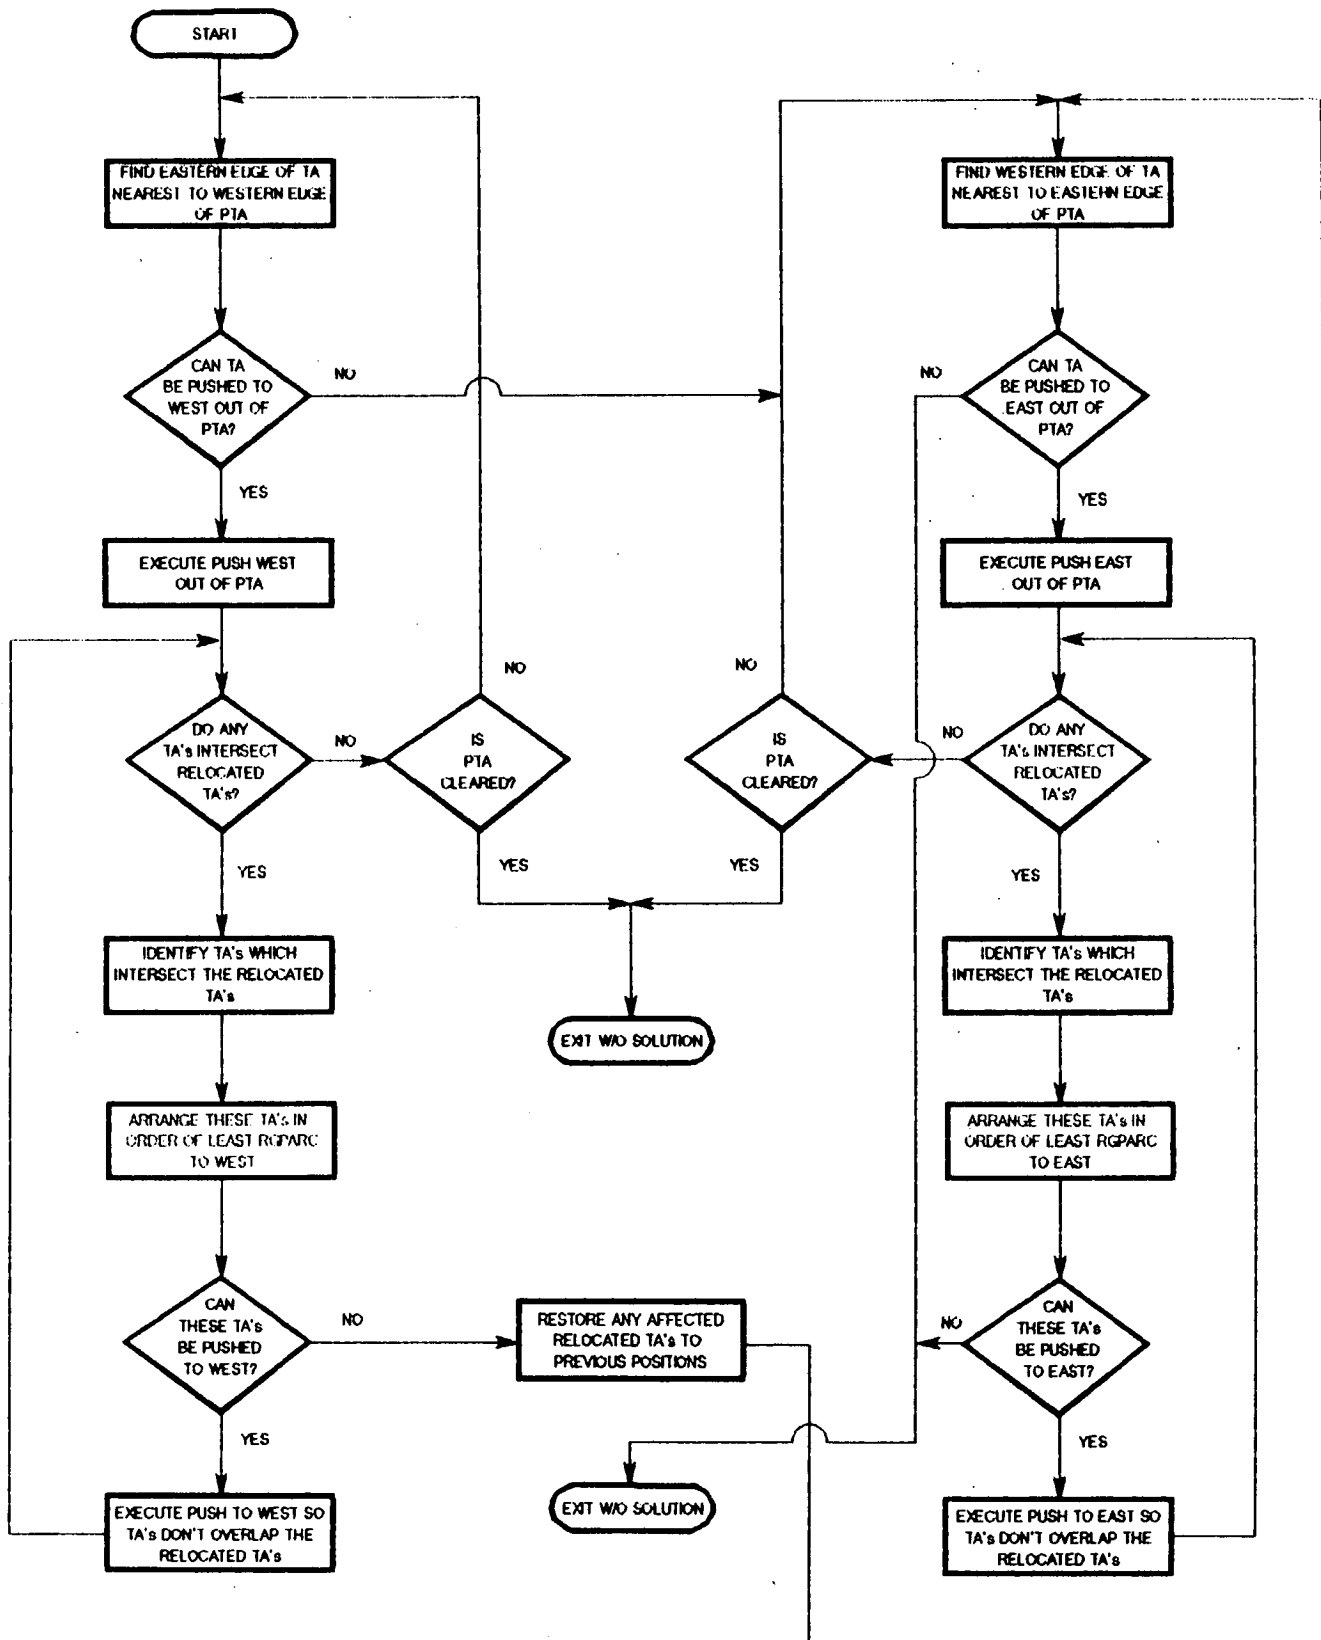 START
FIND EASTERN EDGE OF TA
NEAREST TO WESTERN EDGE
OF PTA
CAN TA
BE PUSHED TO
WEST OUT OF
PTA?
NO
YES
EXECUTE PUSH WEST
OUT OF PTA
DO ANY
TA's INTERSECT
RELOCATED
TA's?
NO
YES
IS
PTA
CLEARED?
NO
YES
IDENTIFY TA's WHICH
INTERSECT THE RELOCATED
TA's
ARRANGE THESE TA's IN
ORDER OF LEAST RGPARC
TO WEST
CAN
THESE TA's
BE PUSHED
TO WEST?
NO
YES
RESTORE ANY AFFECTED
RELOCATED TA's TO
PREVIOUS POSITIONS
EXECUTE PUSH TO WEST SO
TA's DON'T OVERLAP THE
RELOCATED TA's
FIND WESTERN EDGE OF TA
NEAREST TO EASTERN EDGE
OF PTA
CAN TA
BE PUSHED TO
EAST OUT OF
PTA?
NO
YES
EXECUTE PUSH EAST
OUT OF PTA
DO ANY
TA's INTERSECT
RELOCATED
TA's?
NO
YES
IS
PTA
CLEARED?
NO
YES
EXIT W/O SOLUTION
IDENTIFY TA's WHICH
INTERSECT THE RELOCATED
TA's
ARRANGE THESE TA's IN
ORDER OF LEAST RGPARC
TO EAST
CAN
THESE TA's
BE PUSHED
TO EAST?
NO
YES
EXIT W/O SOLUTION
EXECUTE PUSH TO EAST SO
TA's DON'T OVERLAP THE
RELOCATED TA's